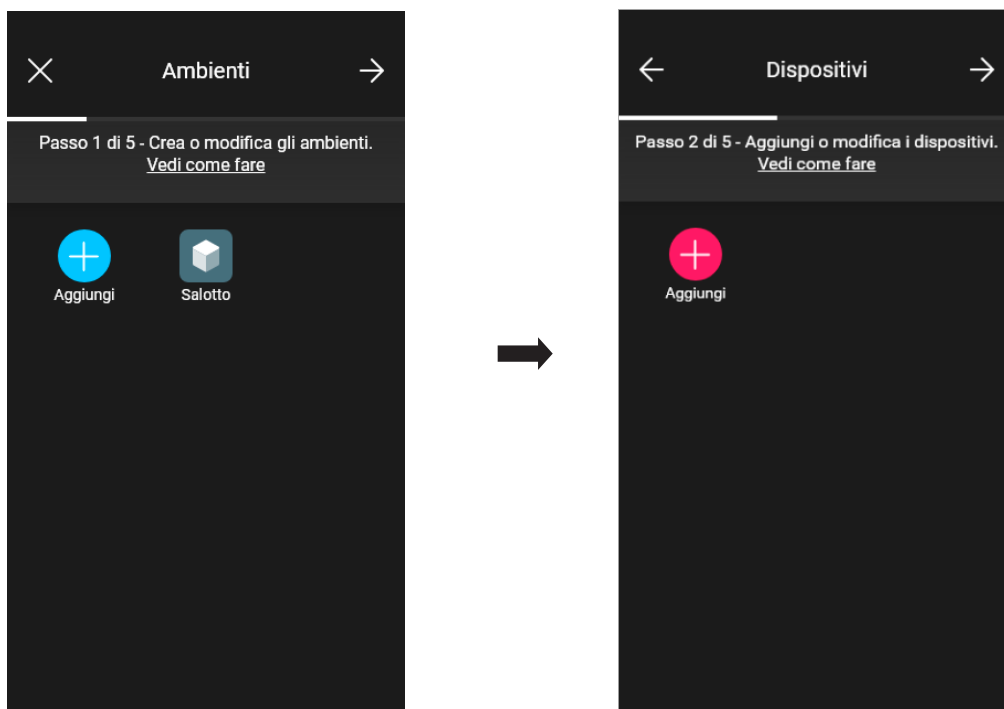 Ambienti
Passo 1 di 5 - Crea o modifica gli ambienti.
Vedi come fare
Aggiungi
Salotto
Dispositivi
Passo 2 di 5 - Aggiungi o modifica i dispositivi.
Vedi come fare
Aggiungi